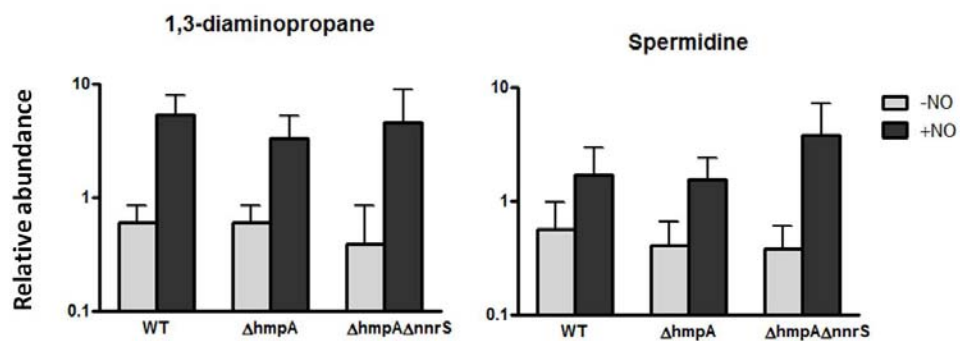 1,3-diaminopropane
Relative abundance
10
1
0.1
WT
ΔhmpA
ΔhmpAΔnnrS
Spermidine
10
1
0.1
WT
ΔhmpA
ΔhmpAΔnnrS
-NO
+NO